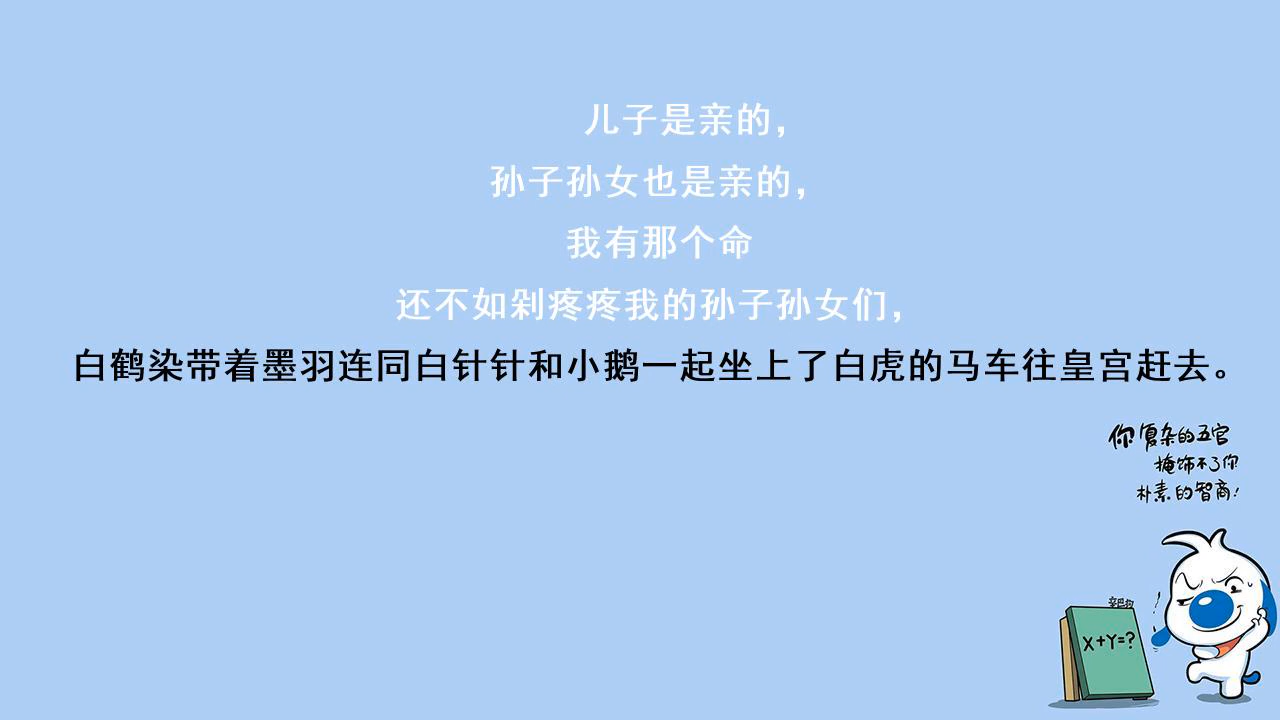 儿子是亲的，
孙子孙女也是亲的，
我有那个命
还不如剁疼疼我的孙子孙女们，
白鹤染带着墨羽连同白针针和小鹅一起坐上了白虎的马车往皇宫赶去。
你复杂的五官
掩饰不了你
朴素的智商！
X+Y=?